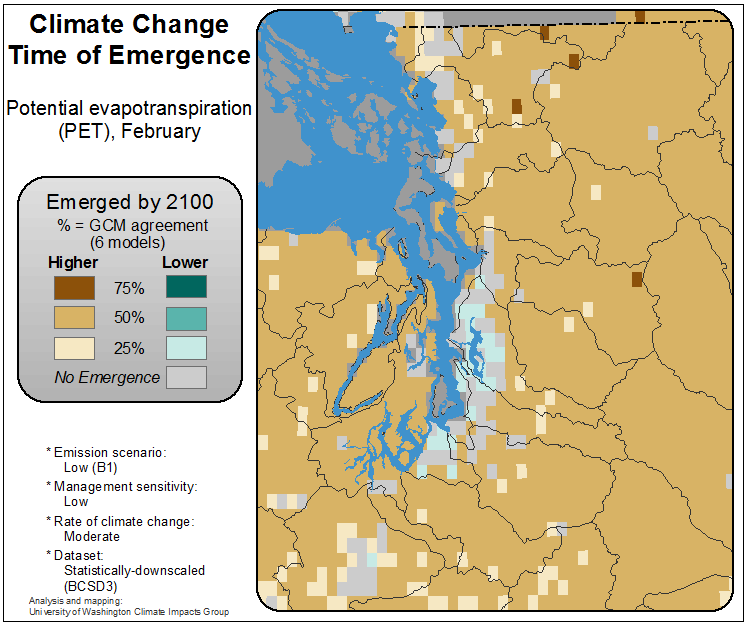 Climate Change
Time of Emergence
Potential evapotranspiration
(PET), February
Emerged by 2100
% = GCM agreement
(6 models)
Higher Lower
75%
50%
25%
No Emergence
* Emission scenario:
Low (B1)
* Management sensitivity:
Low
* Rate of climate change:
Moderate
* Dataset:
Statistically-downscaled
(BCSD3)
Analysis and mapping:
University of Washington Climate Impacts Group